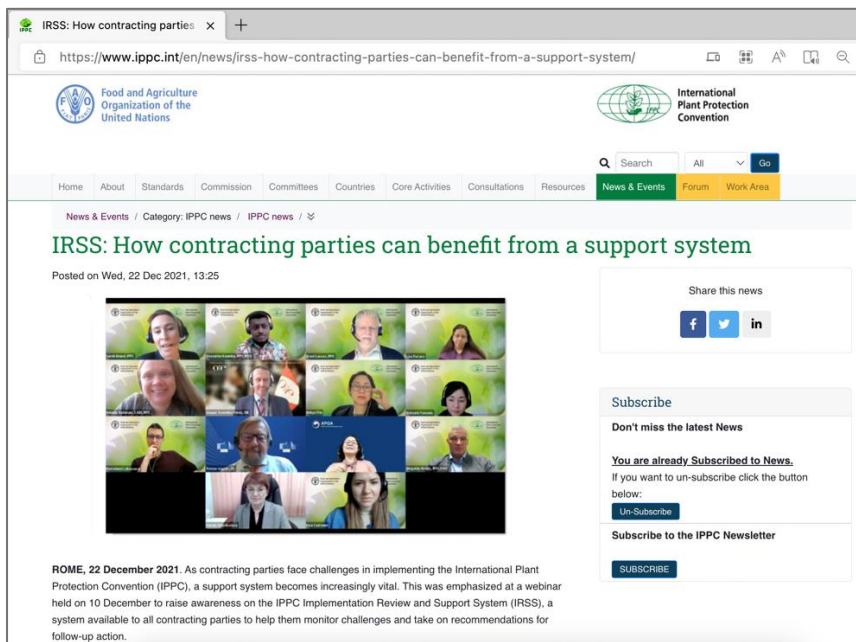 IRSS: How contracting parties
https://www.ippc.int/en/news/irss-how-contracting-parties-can-benefit-from-a-support-system/
Food and Agriculture
Organization of the
United Nations
International
Plant Protection
Convention
Search All Go
Home About Standards Commission Committees Countries Core Activities Consultations Resources News & Events Forum Work Area
News & Events / Category: IPPC news / IPPC news /
IRSS: How contracting parties can benefit from a support system
Posted on Wed, 22 Dec 2021, 13:25
Share this news
Subscribe
Don't miss the latest News
You are already Subscribed to News.
If you want to un-subscribe click the button
below:
Un-Subscribe
Subscribe to the IPPC Newsletter
SUBSCRIBE
ROME, 22 December 2021. As contracting parties face challenges in implementing the International Plant
Protection Convention (IPPC), a support system becomes increasingly vital. This was emphasized at a webinar
held on 10 December to raise awareness on the IPPC Implementation Review and Support System (IRSS), a
system available to all contracting parties to help them monitor challenges and take on recommendations for
follow-up action.